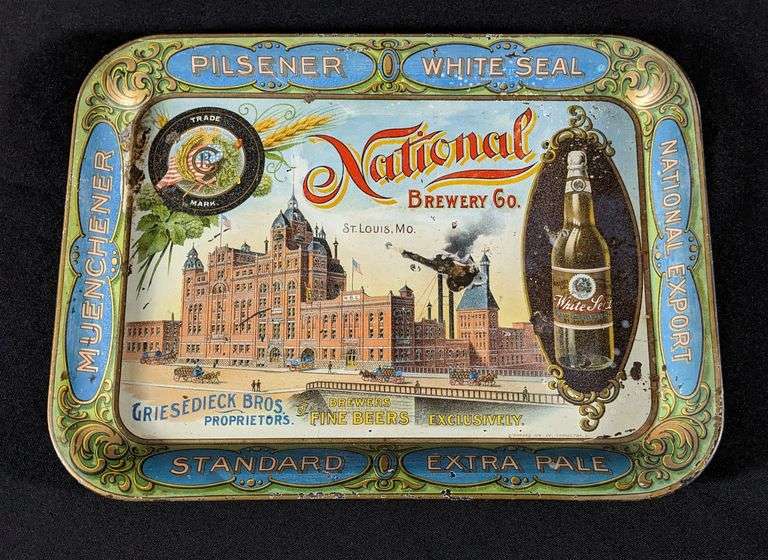 PILSENER
WHITE SEAL
MUENCHENER
NATIONAL EXPORT
TRADE
MARK
National
BREWERY CO.
ST. LOUIS, MO.
White Seal
GRIESEDIECK BROS.
PROPRIETORS.
BREWERS
OF FINE BEERS EXCLUSIVELY.
STANDARD
EXTRA PALE